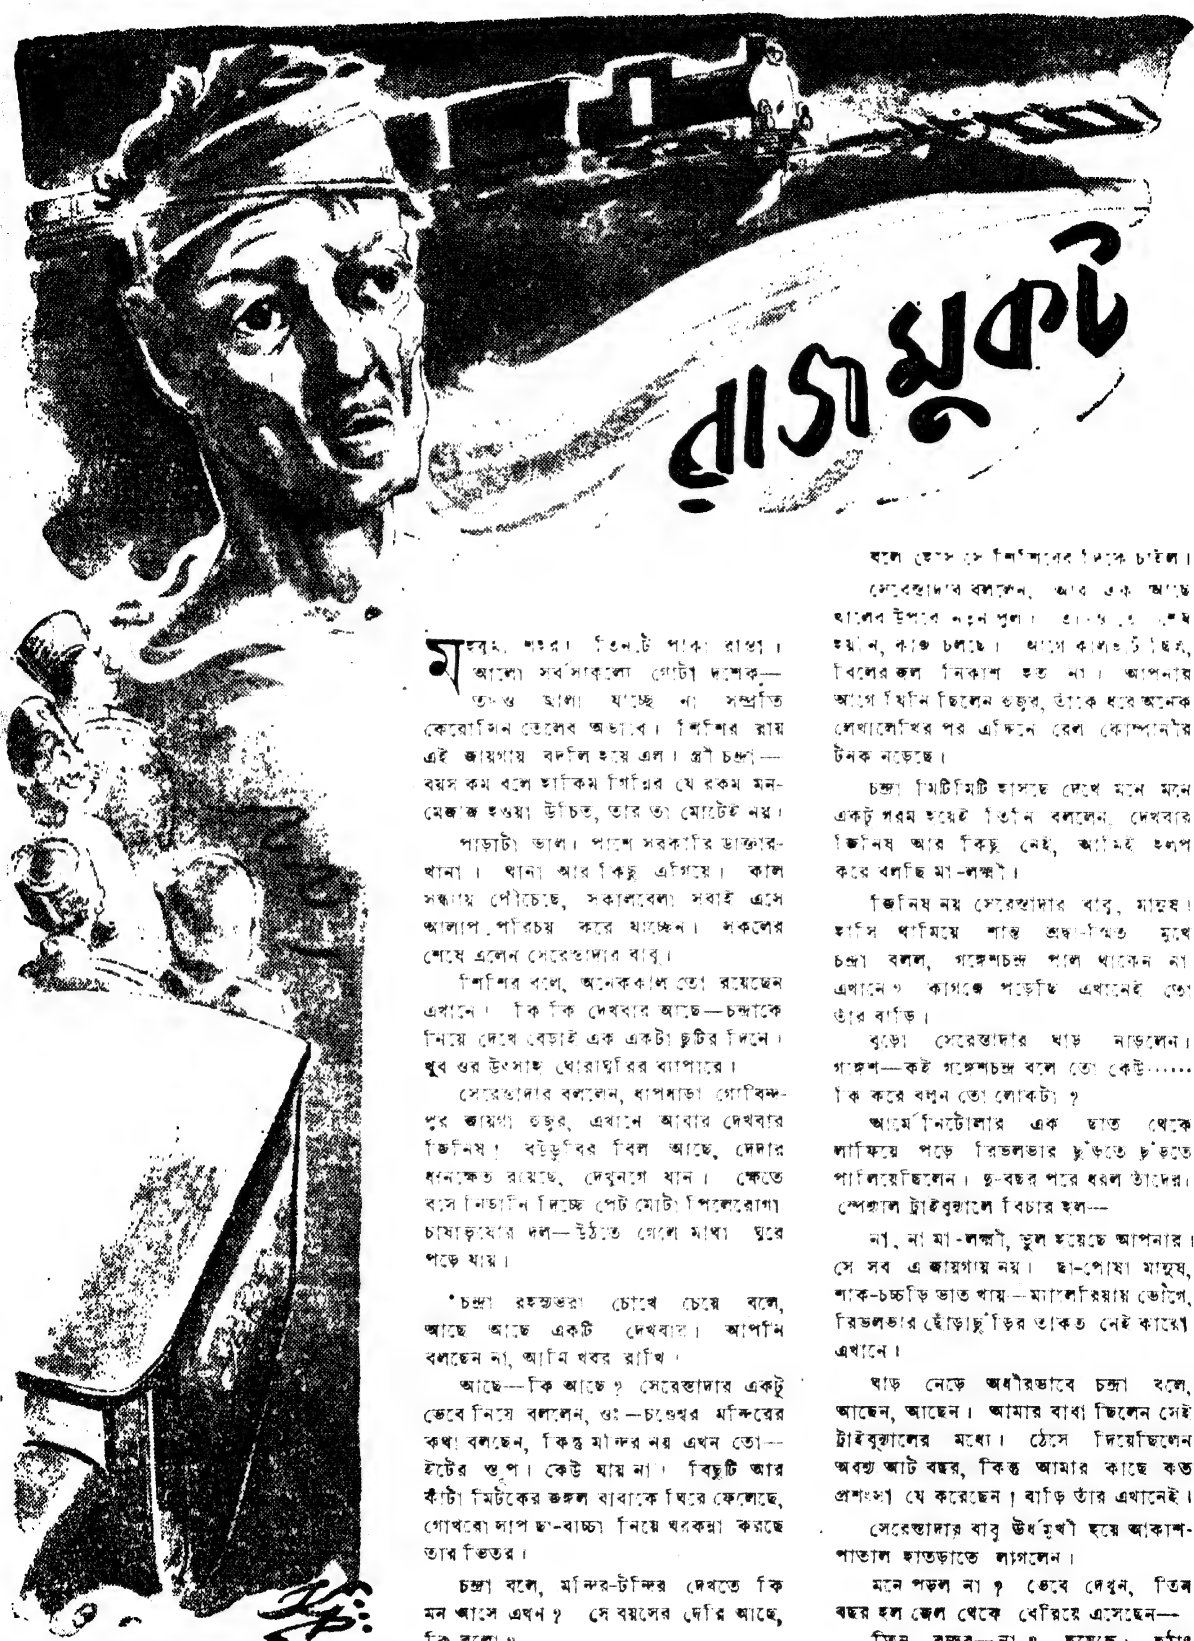 রাজমুকট
মহকুমা শহর। তিনটি পাকা রাস্তা।
আলো সর্বসাকুল্যে গোটা দশেক—
তাও জ্বালা যাচ্ছে না সম্প্রতি
কেরোসিন তেলের অভাবে। শিশির রায়
এই জায়গায় বদলি হয়ে এল। স্ত্রী চন্দ্রা—
বয়স কম বলে হাকিম গিন্নির যে রকম মন-
মেজাজ হওয়া উচিত, তার তা মোটেই নয়।
পাড়াটা ভাল। পাশে সরকারি ডাক্তার-
খানা। থানা আর কিছু এগিয়ে। কাল
সন্ধ্যায় পৌঁচেছে, সকালবেলা সবাই এসে
আলাপ পরিচয় করে যাচ্ছেন। সকলের
শেষে এলেন সেরেস্তাদার বাবু।
শিশির বলে, অনেককাল তো রয়েছেন
এখানে। কি কি দেখবার আছে—চন্দ্রাকে
নিয়ে দেখে বেড়াই এক একটা ছুটির দিনে।
খুব ওর উৎসাহ ঘোরাঘুরির ব্যাপারে।
সেরেস্তাদার বললেন, ধাপধাড়া গোবিন্দ-
পুর জায়গা হুজুর, এখানে আবার দেখবার
জিনিষ! বউডুবির বিল আছে, দেদার
ধানক্ষেত রয়েছে, দেখুনগে যান। ক্ষেতে
বসে নিড়ানি দিচ্ছে পেট মোটা পিলেরোগা
চাষাভূষোর দল—উঠতে গেলে মাথা ঘুরে
পড়ে যায়।
চন্দ্রা রহস্যভরা চোখে চেয়ে বলে,
আছে আছে একটি দেখবার। আপনি
বলছেন না, আমি খবর রাখি।
আছে—কি আছে? সেরেস্তাদার একটু
ভেবে নিয়ে বললেন, ওঃ—চণ্ডেশ্বর মন্দিরের
কথা বলছেন, কিন্তু মন্দির নয় এখন তো—
ইটের স্তূপ। কেউ যায় না। বিছুটি আর
কাঁটা মিটকের জঙ্গল বাবাকে ঘিরে ফেলেছে,
গোখরো সাপ ছা-বাচ্চা নিয়ে ঘরকন্না করছে
তার ভিতর।
চন্দ্রা বলে, মন্দির-টন্দির দেখতে কি
মন আসে এখন? সে বয়সের দেরি আছে,
কি বলো?
বলে হেসে সে শিশিরের দিকে চাইল।
সেরেস্তাদার বললেন, আর এক আছে
খালের উপরে নতুন পুল। তাও শেষ
হয়নি, কাজ চলছে। আগে কালভার্ট ছিল,
বিলের জল নিকাশ হত না। আপনার
আগে যিনি ছিলেন হুজুর, তাঁকে ধরে অনেক
লেখালেখির পর এদ্দিনে রেল কোম্পানীর
টনক নড়েছে।
চন্দ্রা মিটিমিটি হাসছে দেখে মনে মনে
একটু গরম হয়েই তিনি বললেন, দেখবার
জিনিষ আর কিছু নেই, আমিই হলপ
করে বলছি মা-লক্ষ্মী।
জিনিষ নয় সেরেস্তাদার বাবু, মানুষ।
হাসি থামিয়ে শান্ত শ্রদ্ধা-স্মিত মুখে
চন্দ্রা বলল, গঙ্গেশচন্দ্র পাল থাকেন না
এখানে? কাগজে পড়েছি এখানেই তো
তাঁর বাড়ি।
বুড়ো সেরেস্তাদার ঘাড় নাড়লেন।
গঙ্গেশ—কই গঙ্গেশচন্দ্র বলে তো কেউ......
কি করে বলুন তো লোকটা?
আর্মেনিটোলার এক ছাত থেকে
লাফিয়ে পড়ে রিভলভার ছুঁড়তে ছুঁড়তে
পালিয়েছিলেন। দু-বছর পরে ধরল তাঁদের।
স্পেশ্যাল ট্রাইবুন্যালে বিচার হল—
না, না মা-লক্ষ্মী, ভুল হয়েছে আপনার।
সে সব এ জায়গায় নয়। ছা-পোষা মানুষ,
শাক-চচ্চড়ি ভাত খায়—ম্যালেরিয়ায় ভোগে,
রিভলভার ছোঁড়াছুঁড়ির তাকত নেই কারো
এখানে।
ঘাড় নেড়ে অধীরভাবে চন্দ্রা বলে,
আছেন, আছেন। আমার বাবা ছিলেন সেই
ট্রাইবুন্যালের মধ্যে। ঠেসে দিয়েছিলেন
অবশ্য আট বছর, কিন্তু আমার কাছে কত
প্রশংসা যে করেছেন! বাড়ি তাঁর এখানেই।
সেরেস্তাদার বাবু ঊর্ধ্বমুখী হয়ে আকাশ-
পাতাল হাতড়াতে লাগলেন।
মনে পড়ল না? ভেবে দেখুন, তিন
বছর হল জেল থেকে বেরিয়ে এসেছেন—